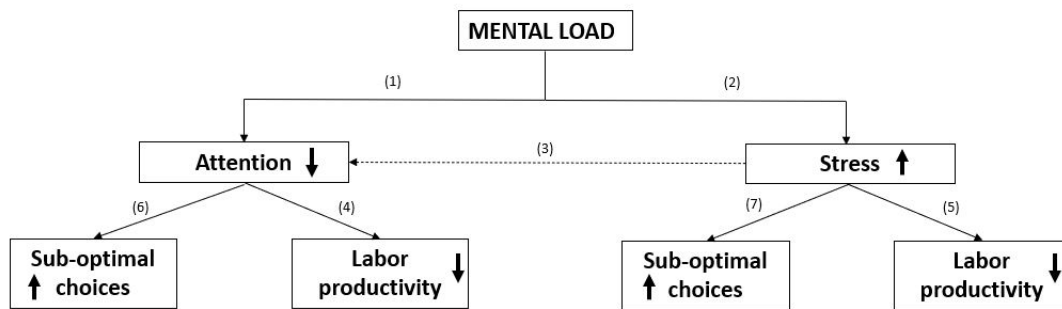 MENTAL LOAD
(1)
(2)
Attention
(3)
Stress
(6)
(4)
(7)
(5)
Sub-optimal
choices
Labor
productivity
Sub-optimal
choices
Labor
productivity